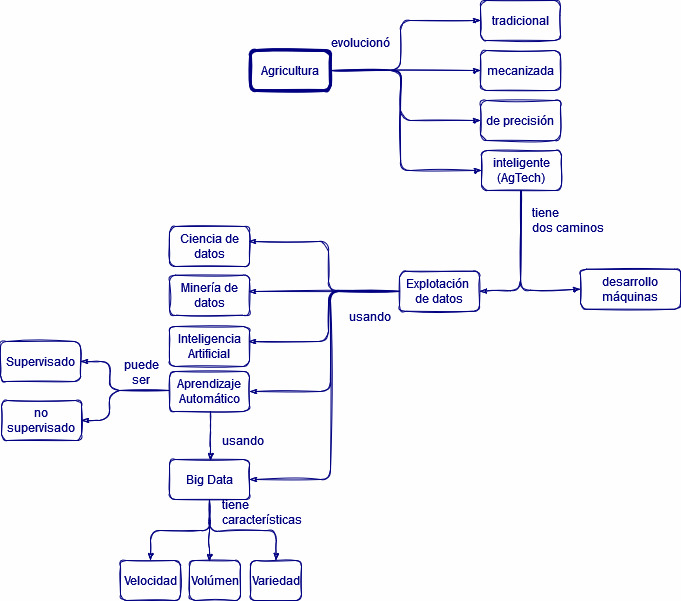 tradicional
evolucionó
Agricultura
mecanizada
de precisión
inteligente
(AgTech)
tiene
dos caminos
Ciencia de
datos
Minería de
datos
Explotación
de datos
desarrollo
máquinas
usando
Inteligencia
Artificial
Supervisado
puede
ser
Aprendizaje
Automático
no
supervisado
usando
Big Data
tiene
características
Velocidad
Volúmen
Variedad